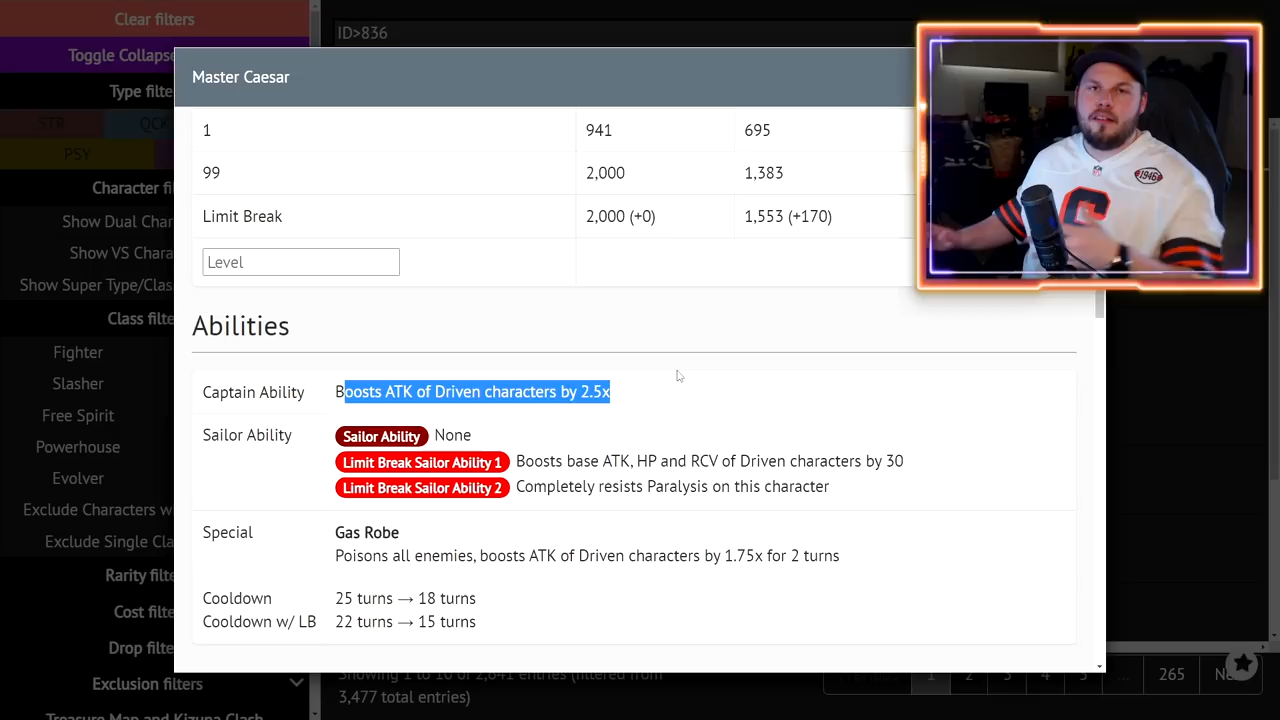 Clear filters
ID>836
Toggle Collapse
Master Caesar
Type filte
STR
QCK
PSY
1 941 695
99 2,000 1,383
Limit Break 2,000 (+0) 1,553 (+170)
Level
Character fi
Show Dual Char
Show VS Chara
Show Super Type/Clas
Class filte
Fighter
Slasher
Free Spirit
Powerhouse
Evolver
Exclude Characters w
Exclude Single Cla
Rarity filte
Cost filte
Drop filte
Exclusion filters
Treasure Map and Kizuna Clash
Abilities
Captain Ability Boosts ATK of Driven characters by 2.5x
Sailor Ability Sailor Ability None
Limit Break Sailor Ability 1 Boosts base ATK, HP and RCV of Driven characters by 30
Limit Break Sailor Ability 2 Completely resists Paralysis on this character
Special Gas Robe
Poisons all enemies, boosts ATK of Driven characters by 1.75x for 2 turns
Cooldown 25 turns → 18 turns
Cooldown w/ LB 22 turns → 15 turns
Showing 1 to 10 of 2,641 entries (filtered from
3,477 total entries)
1 2 3 4 5 ... 265 Ne
1946
C